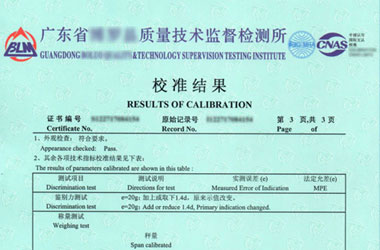 广东省 质量技术监督检测所
BLM
GUANGDONG &TECHNOLOGY SUPERVISION TESTING INSTITUTE
CNAS
校准结果
RESULTS OF CALIBRATION
证书编号 原始记录号 第 3 页,共 3 页
Certificate No. Record No. Page of
1、外观检查：符合要求。
Appearance checked: Pass.
2、其余各项技术指标校准结果见下表:
The results of parameters calibrated are shown in this table :
测试项目 测试说明 实测误差 (e) 法定允差(e)
Discrimination test Directions for test Measured Error of Indication MPE
鉴别力测试 e=20g; 加上或取下1.4d，原来示值改变。
Discrimination test e=20g: Add or reduce 1.4d, Primary indication changed.
称量测试
Weighing test
秤量
Span calibrated